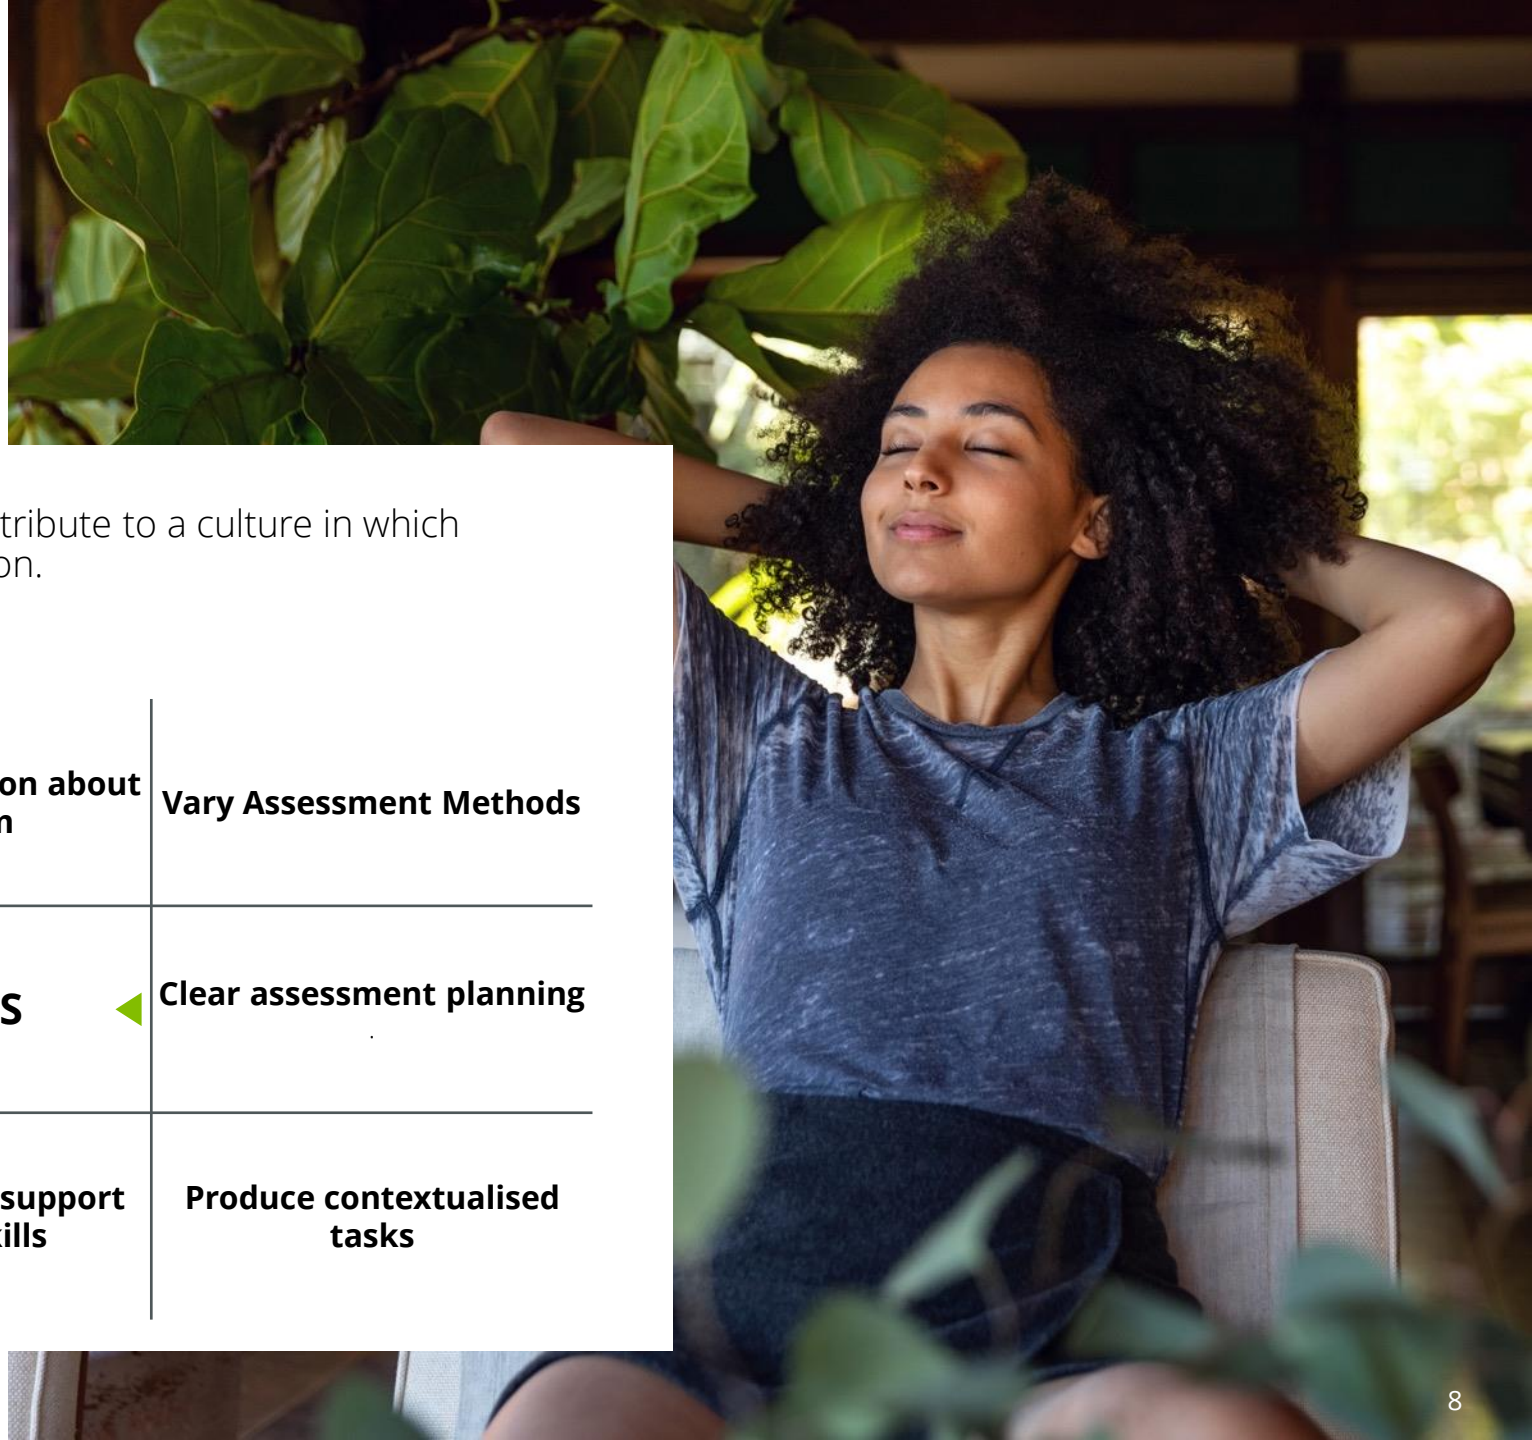 tribute to a culture in which
on.
on about
n
Vary Assessment Methods
S
Clear assessment planning
.
support
ills
Produce contextualised
tasks
8